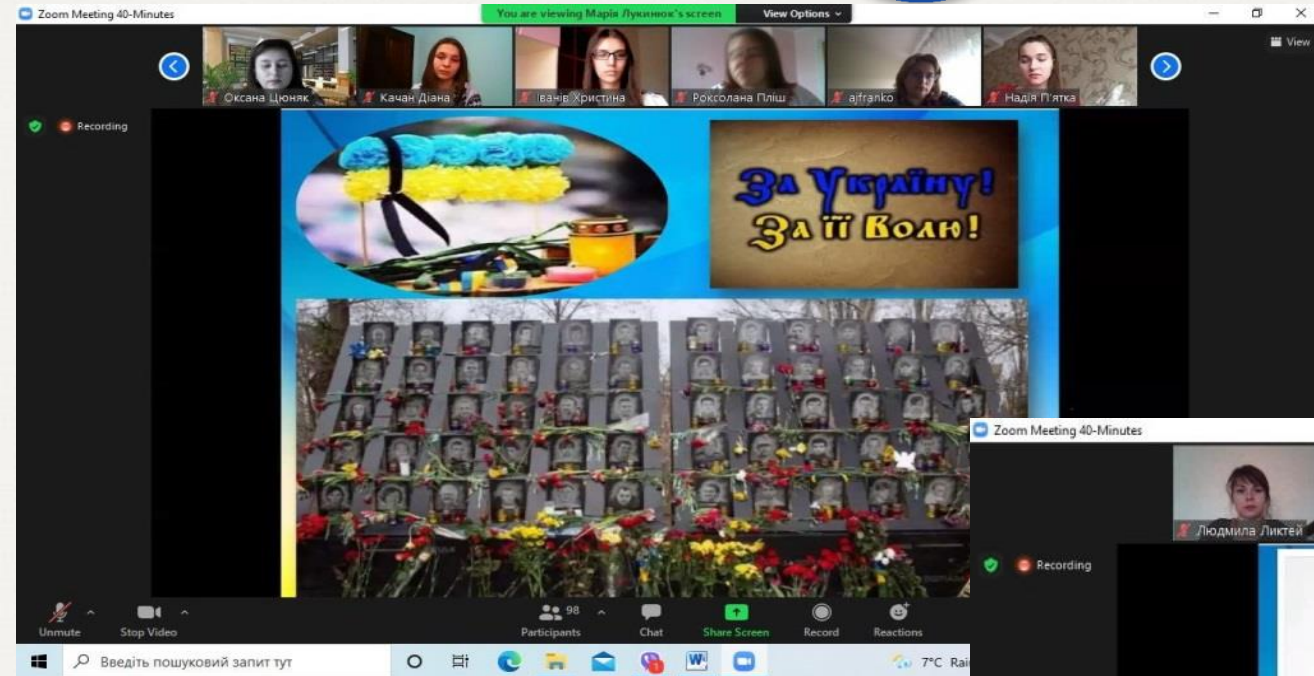 Zoom Meeting 40-Minutes
You are viewing Марія Лукинюк's screen
View Options
View
Оксана Цюняк
Качан Діана
Іванів Христина
Роксолана Пліш
ajfranko
Надія П'ятка
Recording
За Україну!
За її Волю!
Zoom Meeting 40-Minutes
Людмила Ликтей
Recording
Unmute
Stop Video
98
Participants
Chat
Share Screen
Record
Reactions
Введіть пошуковий запит тут
7°C